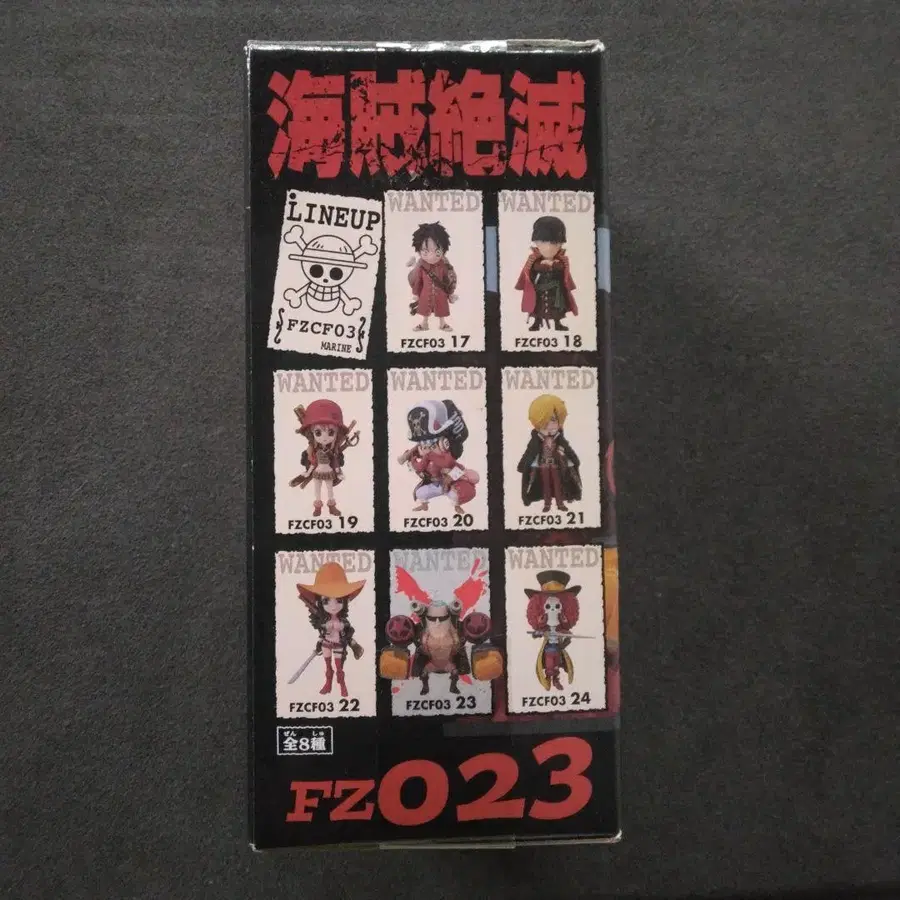 海賊絶滅
LINEUP
FZCF03
MARINE
WANTED
FZCF03 17
WANTED
FZCF03 18
WANTED
FZCF03 19
WANTED
FZCF03 20
WANTED
FZCF03 21
WANTED
FZCF03 22
WANTED
FZCF03 23
WANTED
FZCF03 24
ぜん しゅ
全8種
FZ023